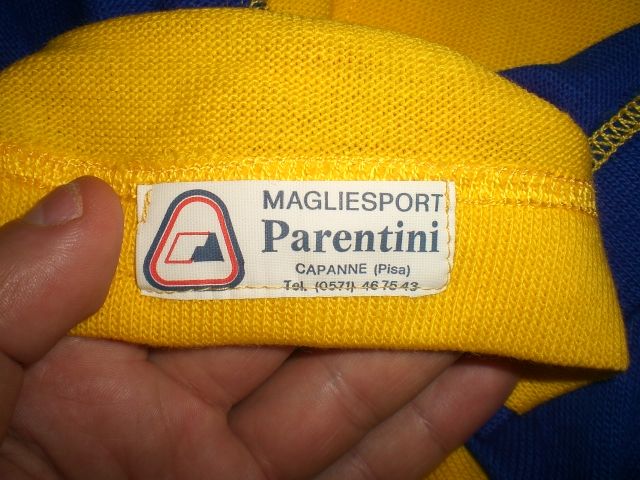 MAGLIESPORT
Parentini
CAPANNE (Pisa)
Tel. (0571) 46 75 43